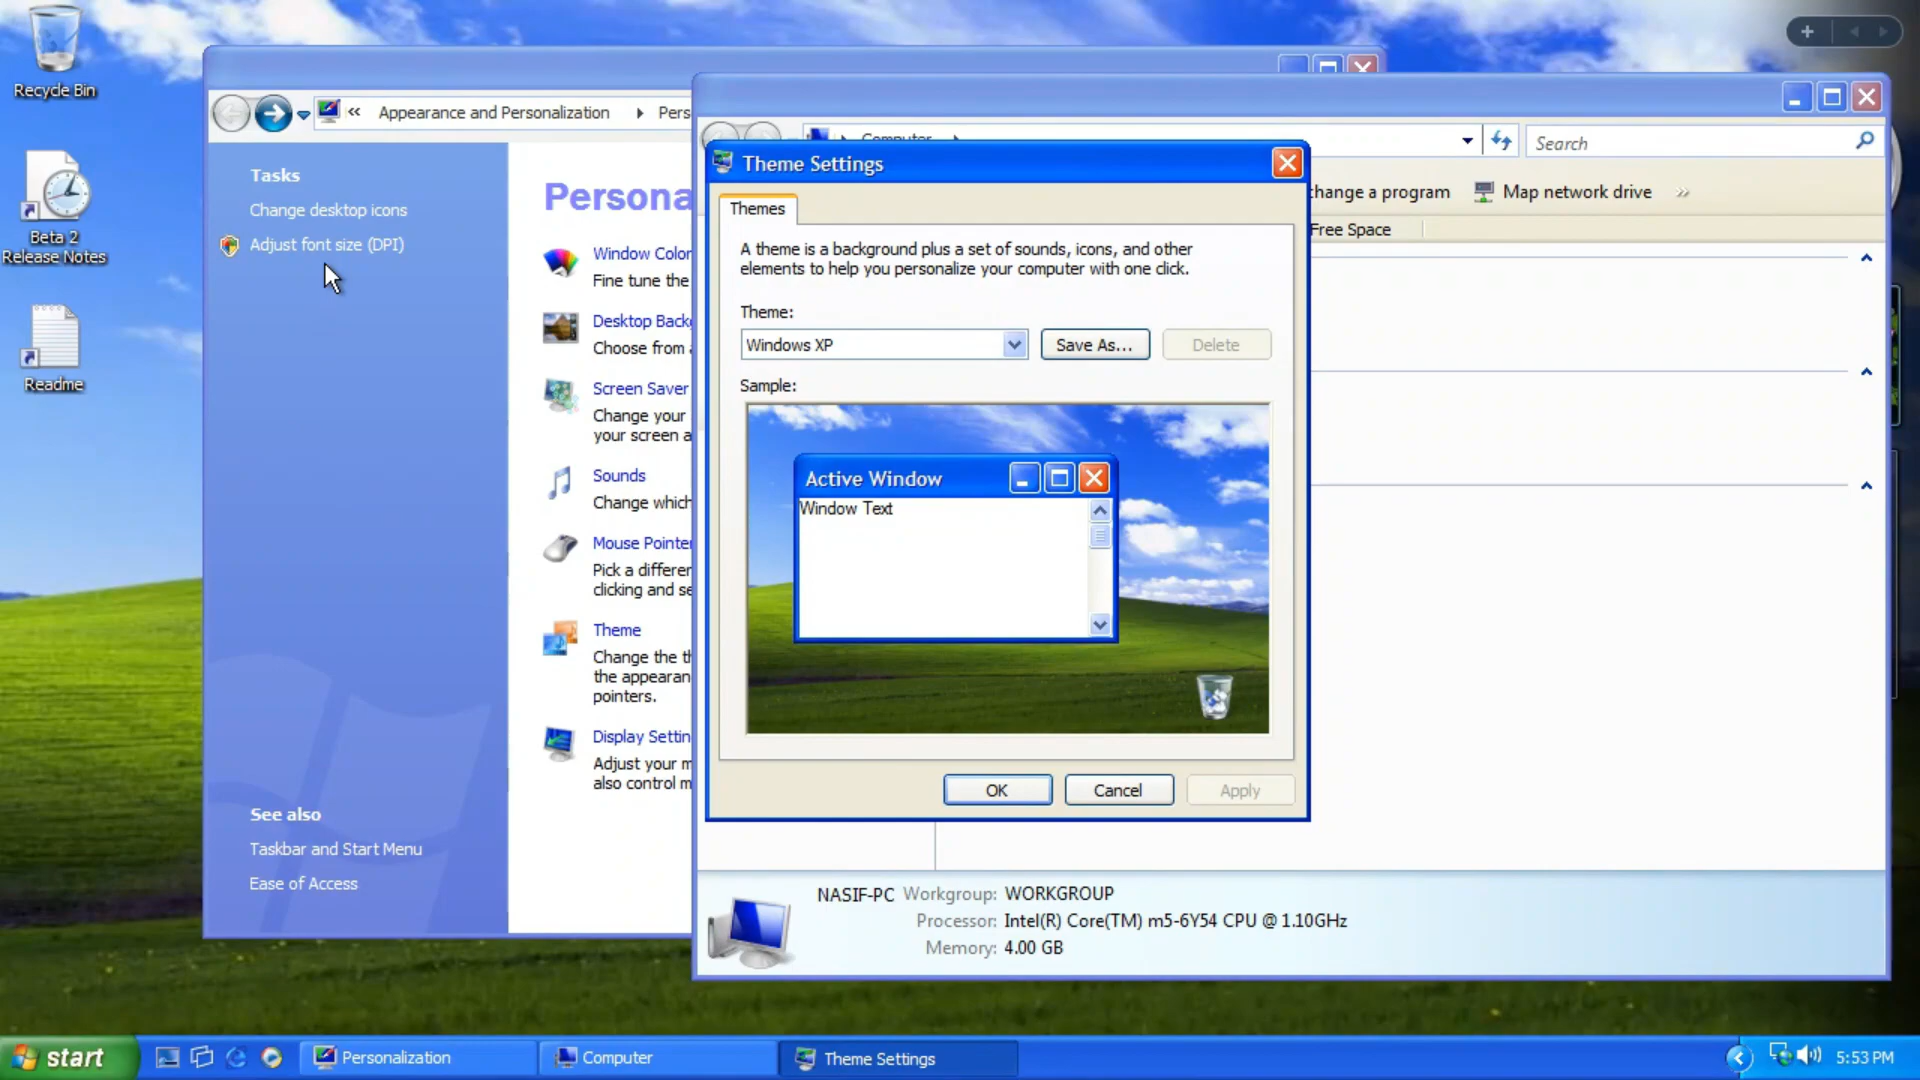 Recycle Bin
Beta 2
Release Notes
Readme
Appearance and Personalization
Pers
Tasks
Change desktop icons
Adjust font size (DPI)
See also
Taskbar and Start Menu
Ease of Access
Persona
Window Color
Fine tune the
Desktop Backg
Choose from a
Screen Saver
Change your
your screen a
Sounds
Change which
Mouse Pointer
Pick a differen
clicking and se
Theme
Change the th
the appearan
pointers.
Display Settin
Adjust your m
also control m
Computer
Search
change a program
Map network drive
Free Space
Theme Settings
Themes
A theme is a background plus a set of sounds, icons, and other
elements to help you personalize your computer with one click.
Theme:
Windows XP
Save As...
Delete
Sample:
Active Window
Window Text
OK
Cancel
Apply
NASIF-PC Workgroup: WORKGROUP
Processor: Intel(R) Core(TM) m5-6Y54 CPU @ 1.10GHz
Memory: 4.00 GB
start
Personalization
Computer
Theme Settings
5:53 PM